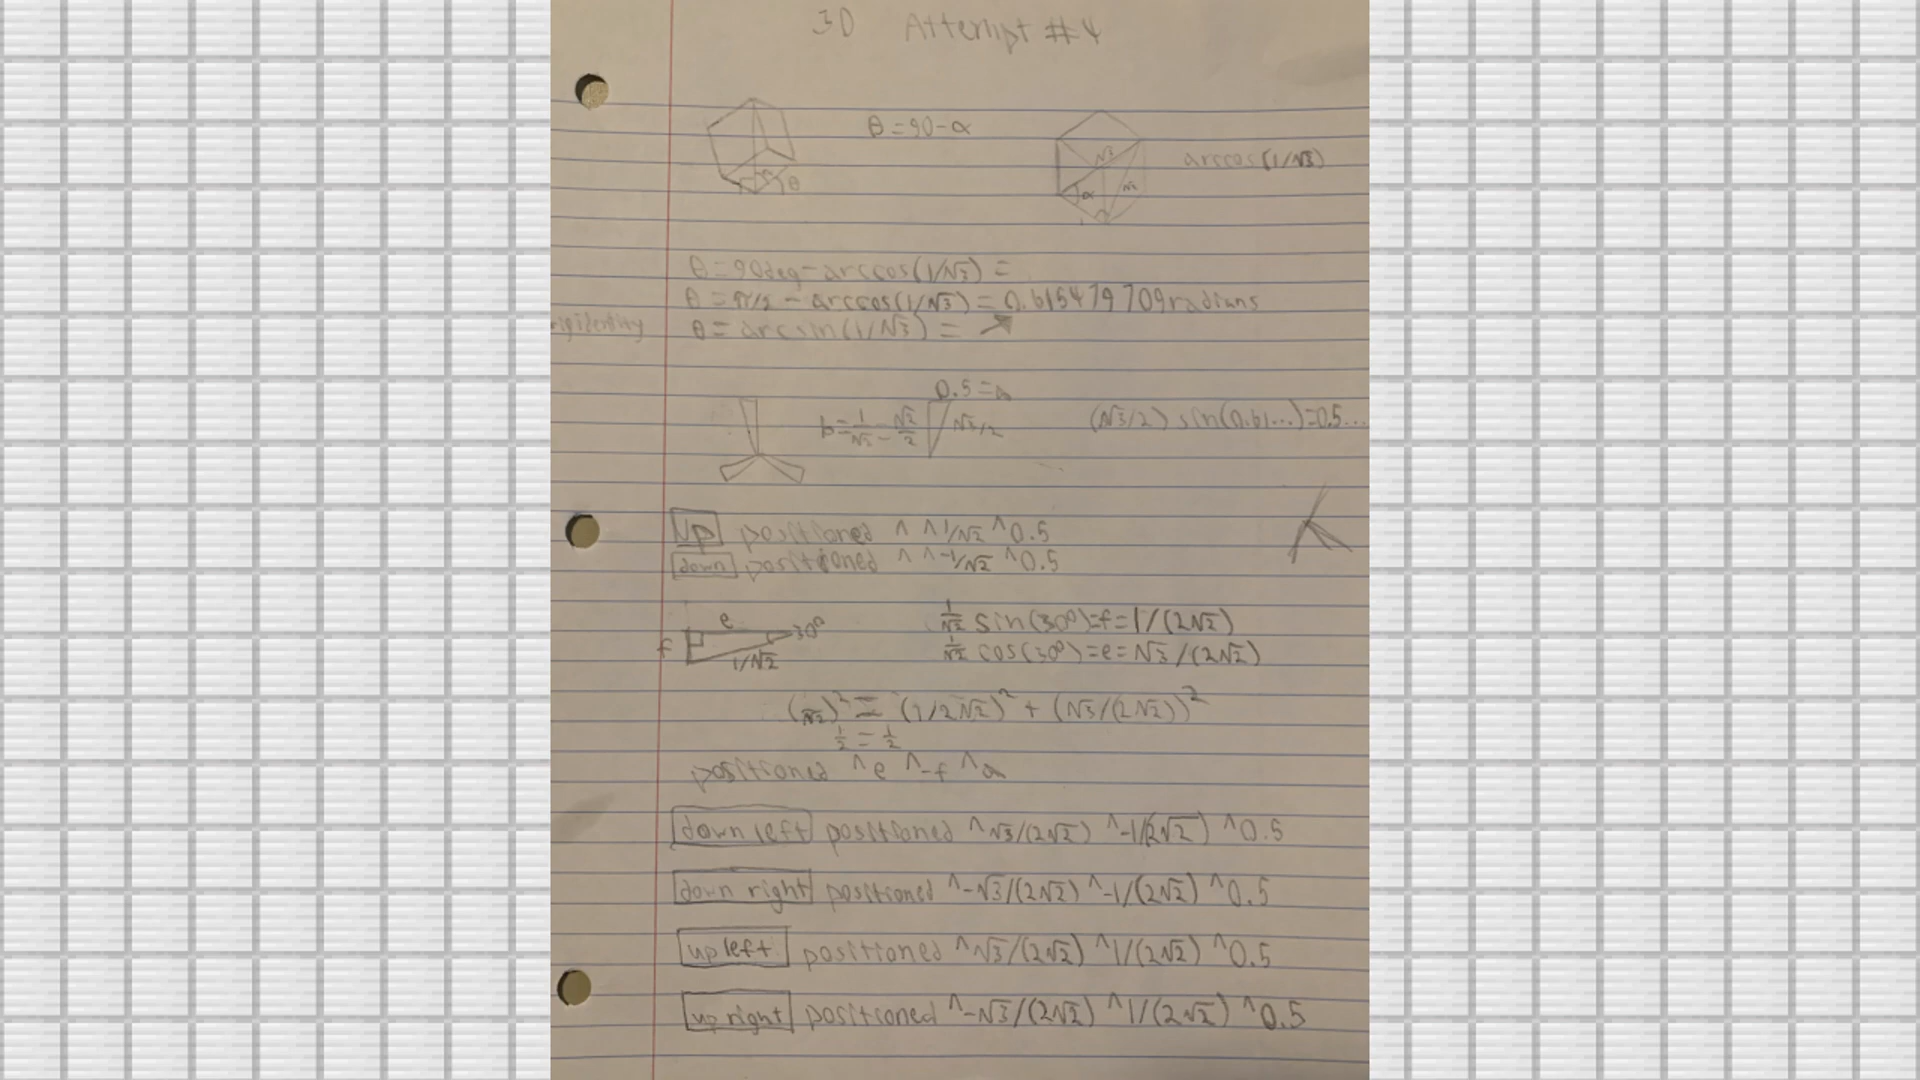 3D Attempt #4
θ = 90 - α
√3
arccos(1/√3)
θ
α
√2
θ = 90deg - arccos(1/√3) =
θ = π/2 - arccos(1/√3) = 0.615479709 radians
θ = arcsin(1/√3) = ↗
0.5 = a
b = 1/√2 = √2/2
√3/2
(√3/2) sin(0.61...) = 0.5...
up positioned ^ ^1/√2 ^0.5
down positioned ^ ^-1/√2 ^0.5
e
30°
f
1/√2
1/√2 sin(30°) = f = 1/(2√2)
1/√2 cos(30°) = e = √3/(2√2)
(1/√2)² = (1/2√2)² + (√3/(2√2))²
1/2 = 1/2
positioned ^e ^-f ^a
down left positioned ^√3/(2√2) ^-1/(2√2) ^0.5
down right positioned ^-√3/(2√2) ^-1/(2√2) ^0.5
up left positioned ^√3/(2√2) ^1/(2√2) ^0.5
up right positioned ^-√3/(2√2) ^1/(2√2) ^0.5